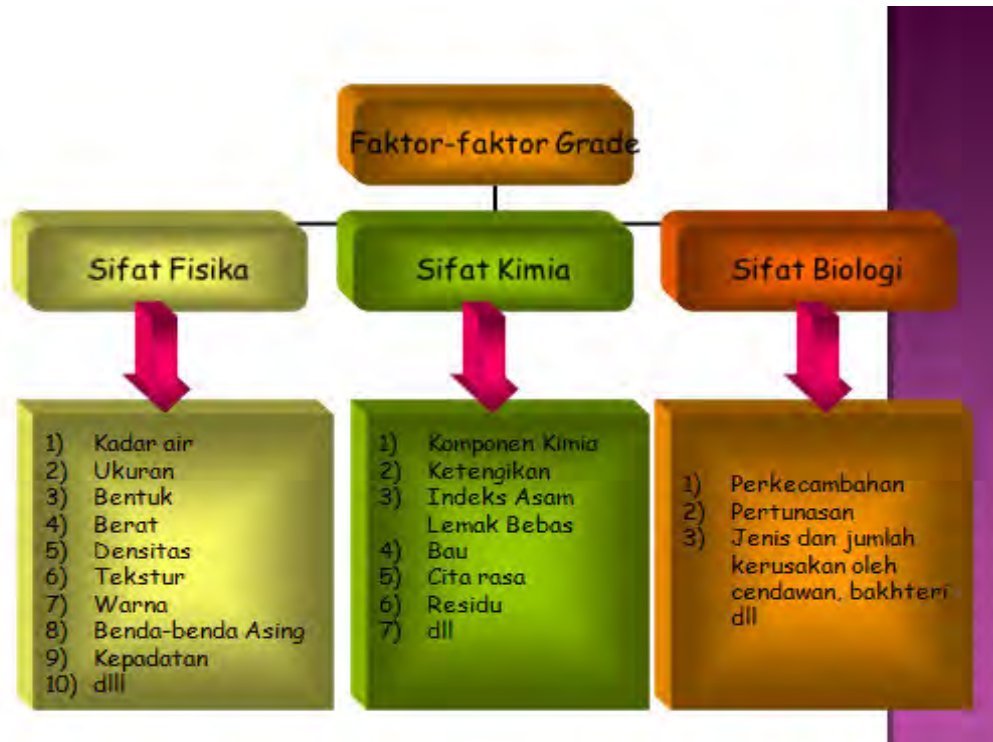 Faktor-faktor Grade
Sifat Fisika
Sifat Kimia
Sifat Biologi
1) Kadar air
2) Ukuran
3) Bentuk
4) Berat
5) Densitas
6) Tekstur
7) Warna
8) Benda-benda Asing
9) Kepadatan
10) dlll
1) Komponen Kimia
2) Ketengikan
3) Indeks Asam
Lemak Bebas
4) Bau
5) Cita rasa
6) Residu
7) dll
1) Perkecambahan
2) Pertunasan
3) Jenis dan jumlah
kerusakan oleh
cendawan, bakhteri
dll